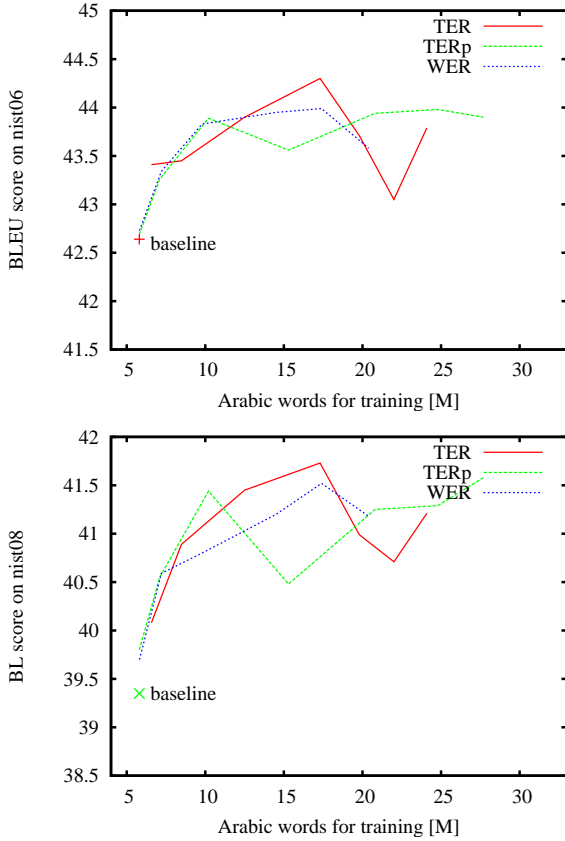 45
44.5
44
43.5
43
42.5
42
41.5
BLEU score on nist06
TER
TERp
WER
baseline
5 10 15 20 25 30
Arabic words for training [M]
42
41.5
41
40.5
40
39.5
39
38.5
BL score on nist08
TER
TERp
WER
baseline
5 10 15 20 25 30
Arabic words for training [M]